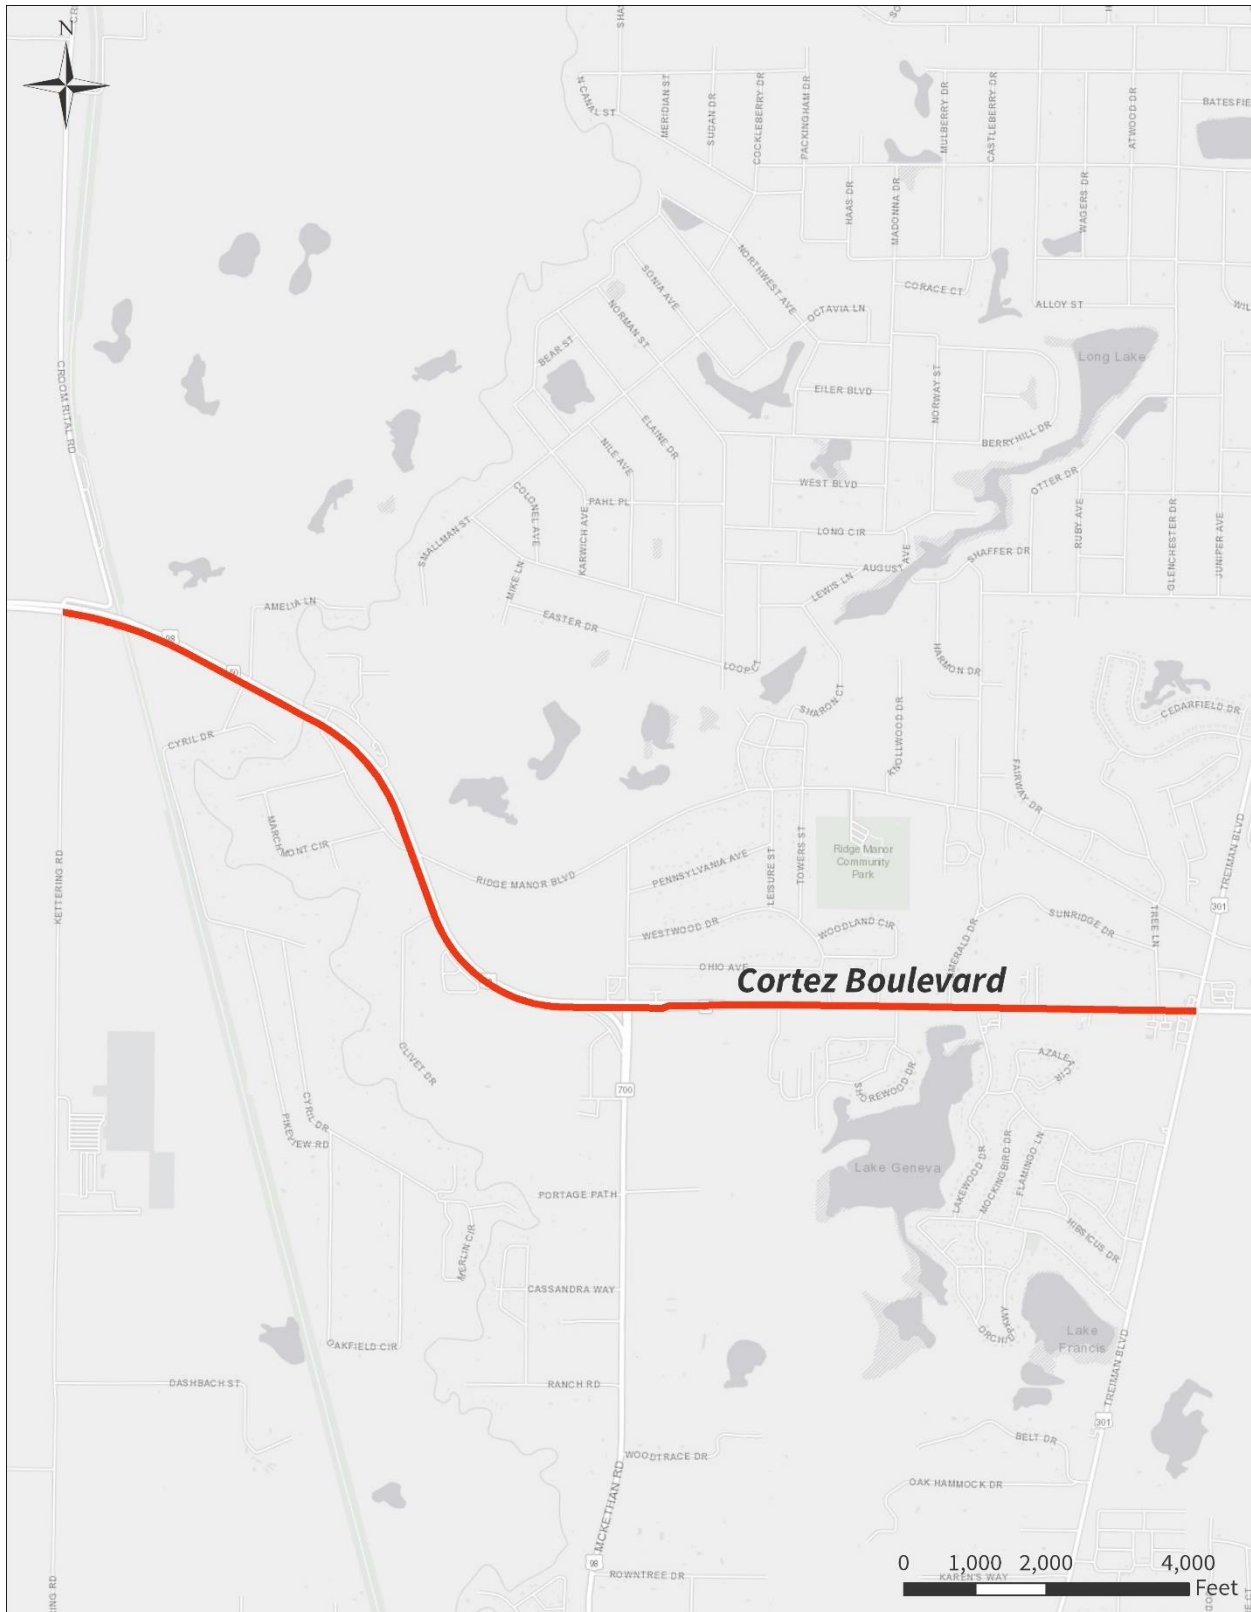 N
N CANAL ST
MERIDIAN ST
SUDAN DR
COCKLEBERRY DR
PACKINGHAM DR
MULBERRY DR
CASTLEBERRY DR
ATWOOD DR
BATESFIE
HAAS DR
MADONNA DR
WAGERS DR
NORTHWEST AVE
SONIA AVE
NORMAN ST
CORACE CT
ALLOY ST
OCTAVIA LN
BEAR ST
Long Lake
CROOM RITAL RD
EILER BLVD
NORWAY ST
ELAINE DR
NILE AVE
BERRYHILL DR
WEST BLVD
OTTER DR
COLONEL AVE
PAHL PL
KARWICH AVE
SMALLMAN ST
LONG CIR
RUBY AVE
GLENCHESTER DR
JUNIPER AVE
SHAFFER DR
AUGUST AVE
LEWIS LN
MIKE LN
AMELIA LN
EASTER DR
98
50
LOOP CT
HARMON DR
SHARON CT
KNOLLWOOD DR
CEDARFIELD DR
CYRIL DR
FAIRWAY DR
MARCHMONT CIR
TREIMAN BLVD
KETTERING RD
RIDGE MANOR BLVD
PENNSYLVANIA AVE
LEISURE ST
TOWERS ST
Ridge Manor
Community
Park
301
WESTWOOD DR
WOODLAND CIR
EMERALD DR
SUNRIDGE DR
TREE LN
OHIO AVE
Cortez Boulevard
OLIVET DR
SHOREWOOD DR
AZALEA CIR
700
CYRIL DR
PIKEVIEW RD
Lake Geneva
LAKEWOOD DR
MOCKINGBIRD DR
FLAMINGO LN
PORTAGE PATH
MERLIN CIR
HIBSICUS DR
CASSANDRA WAY
ORCHID PKWY
Lake
Francis
OAKFIELD CIR
DASHBACH ST
RANCH RD
TREIMAN BLVD
301
BELT DR
WOODTRACE DR
OAK HAMMOCK DR
MCKETHAN RD
98
ROWNTREE DR
KAREN'S WAY
0 1,000 2,000 4,000
Feet